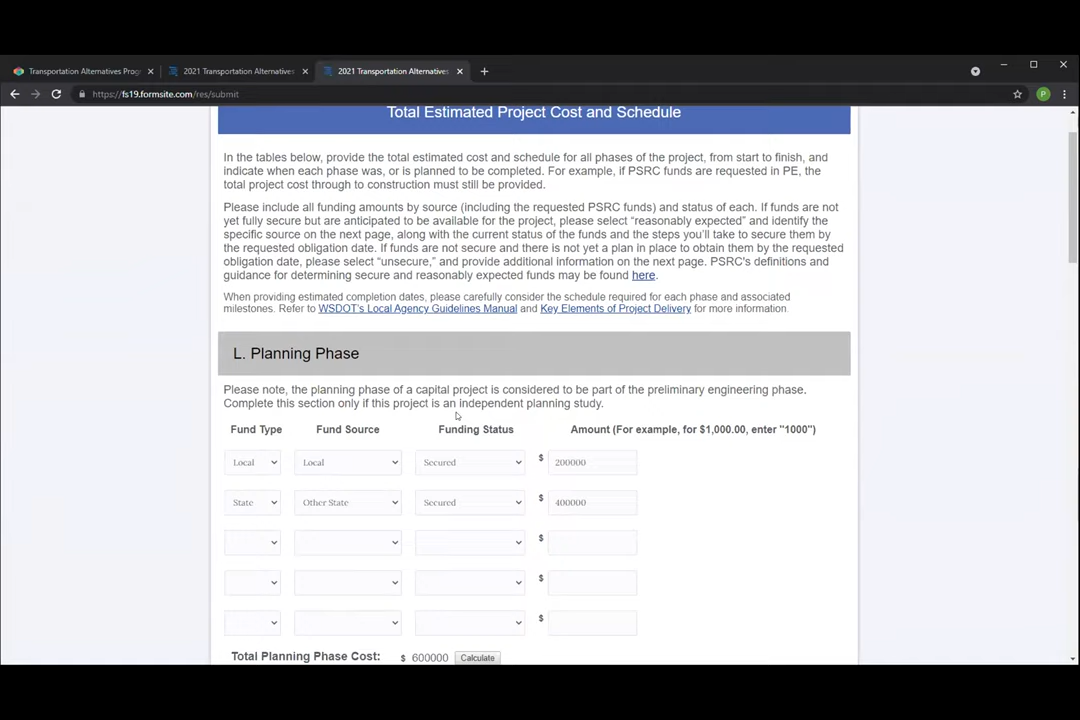 Transportation Alternatives Prog
2021 Transportation Alternatives
2021 Transportation Alternatives
https://fs19.formsite.com/res/submit
P
Total Estimated Project Cost and Schedule
In the tables below, provide the total estimated cost and schedule for all phases of the project, from start to finish, and
indicate when each phase was, or is planned to be completed. For example, if PSRC funds are requested in PE, the
total project cost through to construction must still be provided.
Please include all funding amounts by source (including the requested PSRC funds) and status of each. If funds are not
yet fully secure but are anticipated to be available for the project, please select “reasonably expected” and identify the
specific source on the next page, along with the current status of the funds and the steps you’ll take to secure them by
the requested obligation date. If funds are not secure and there is not yet a plan in place to obtain them by the requested
obligation date, please select “unsecure,” and provide additional information on the next page. PSRC's definitions and
guidance for determining secure and reasonably expected funds may be found here.
When providing estimated completion dates, please carefully consider the schedule required for each phase and associated
milestones. Refer to WSDOT's Local Agency Guidelines Manual and Key Elements of Project Delivery for more information.
L. Planning Phase
Please note, the planning phase of a capital project is considered to be part of the preliminary engineering phase.
Complete this section only if this project is an independent planning study.
Fund Type Fund Source Funding Status Amount (For example, for $1,000.00, enter "1000")
Local Local Secured $ 200000
State Other State Secured $ 400000
$
$
$
Total Planning Phase Cost: $ 600000 Calculate